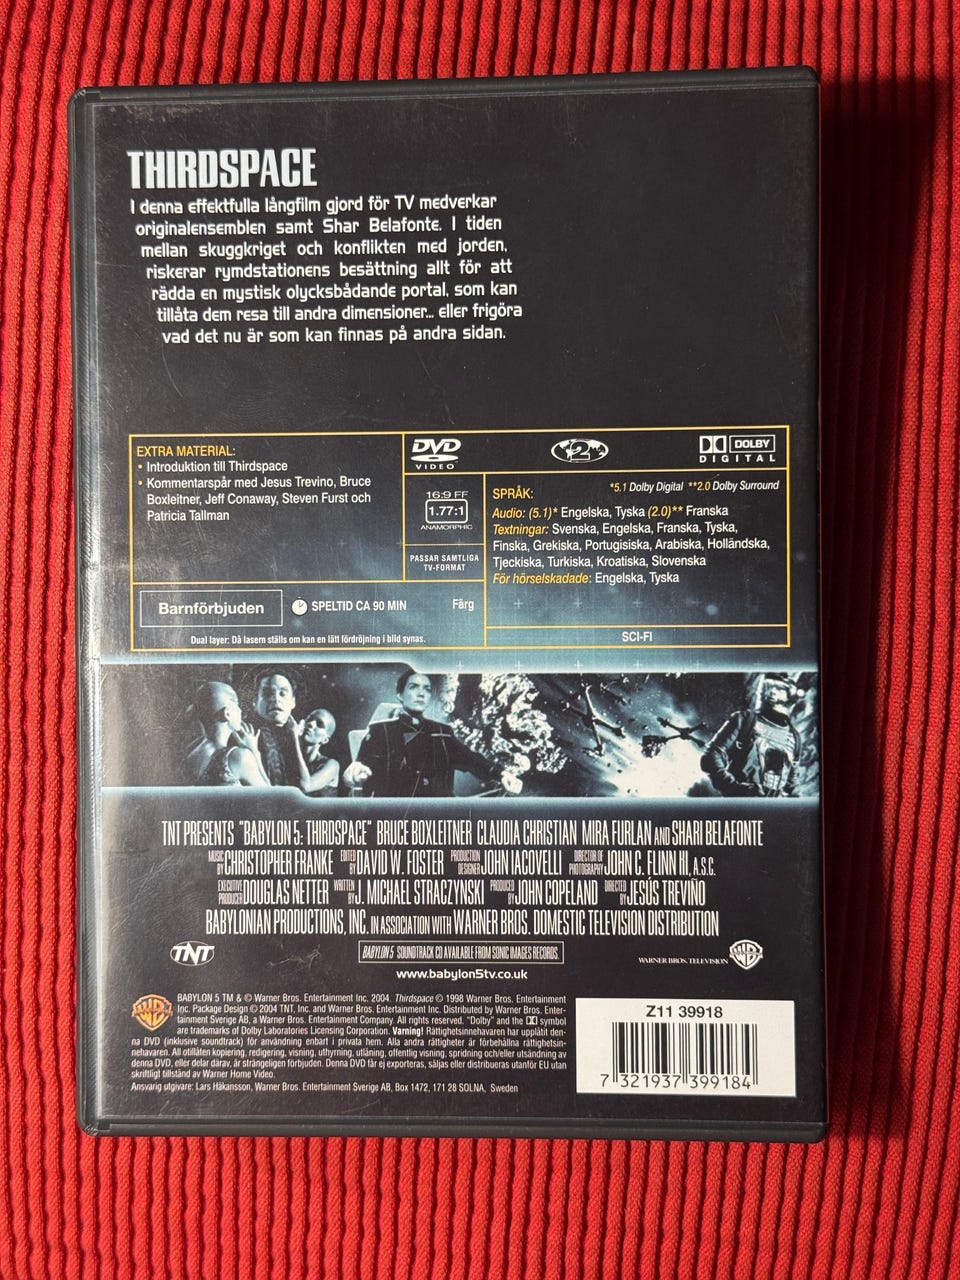 THIRDSPACE
I denna effektfulla långfilm gjord för TV medverkar
originalensemblen samt Shar Belafonte. I tiden
mellan skuggkriget och konflikten med jorden,
riskerar rymdstationens besättning allt för att
rädda en mystisk olycksbådande portal, som kan
tillåta dem resa till andra dimensioner... eller frigöra
vad det nu är som kan finnas på andra sidan.
EXTRA MATERIAL:
• Introduktion till Thirdspace
• Kommentarspår med Jesus Trevino, Bruce
Boxleitner, Jeff Conaway, Steven Furst och
Patricia Tallman
Barnförbjuden
SPELTID CA 90 MIN
Färg
Dual layer: Då lasern ställs om kan en lätt fördröjning i bild synas.
DVD
VIDEO
2
DOLBY
DIGITAL
16:9 FF
1.77:1
ANAMORPHIC
PASSAR SAMTLIGA
TV-FORMAT
*5.1 Dolby Digital **2.0 Dolby Surround
SPRÅK:
Audio: (5.1)* Engelska, Tyska (2.0)** Franska
Textningar: Svenska, Engelska, Franska, Tyska,
Finska, Grekiska, Portugisiska, Arabiska, Holländska,
Tjeckiska, Turkiska, Kroatiska, Slovenska
För hörselskadade: Engelska, Tyska
SCI-FI
TNT PRESENTS "BABYLON 5: THIRDSPACE" BRUCE BOXLEITNER CLAUDIA CHRISTIAN MIRA FURLAN AND SHARI BELAFONTE
MUSIC BY CHRISTOPHER FRANKE EDITED BY DAVID W. FOSTER PRODUCTION DESIGNER JOHN IACOVELLI DIRECTOR OF PHOTOGRAPHY JOHN C. FLINN III, A.S.C.
EXECUTIVE PRODUCER DOUGLAS NETTER WRITTEN BY J. MICHAEL STRACZYNSKI PRODUCED BY JOHN COPELAND DIRECTED BY JESÚS TREVIÑO
BABYLONIAN PRODUCTIONS, INC. IN ASSOCIATION WITH WARNER BROS. DOMESTIC TELEVISION DISTRIBUTION
TNT
BABYLON 5 SOUNDTRACK CD AVAILABLE FROM SONIC IMAGES RECORDS.
WARNER BROS. TELEVISION
www.babylon5tv.co.uk
BABYLON 5 TM & © Warner Bros. Entertainment Inc. 2004. Thirdspace © 1998 Warner Bros. Entertainment
Inc. Package Design © 2004 TNT, Inc. and Warner Bros. Entertainment Inc. Distributed by Warner Bros. Enter-
tainment Sverige AB, a Warner Bros. Entertainment Company. All rights reserved. "Dolby" and the DD symbol
are trademarks of Dolby Laboratories Licensing Corporation. Varning! Rättighetsinnehavaren har upplåtit den-
na DVD (inklusive soundtrack) för användning enbart i privata hem. Alla andra rättigheter är förbehållna rättighetsin-
nehavaren. All otillåten kopiering, redigering, visning, uthyrning, utlåning, offentlig visning, spridning och/eller utsändning av
denna DVD, eller delar därav, är strängeligen förbjuden. Denna DVD får ej exporteras, säljas eller distribueras utanför EU utan
skriftligt tillstånd av Warner Home Video.
Ansvarig utgivare: Lars Håkansson, Warner Bros. Entertainment Sverige AB, Box 1472, 171 28 SOLNA, Sweden
Z11 39918
7 321937 399184